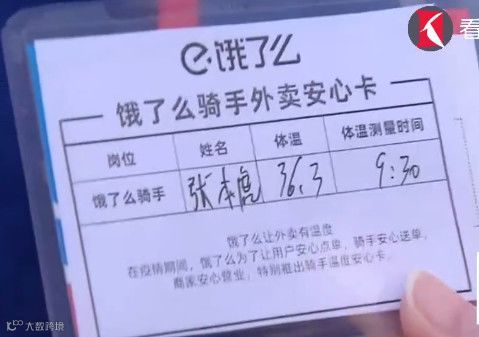 看
饿了么
饿了么骑手外卖安心卡
岗位 姓名 体温 体温测量时间
饿了么骑手 张本虎 36.3 9:30
饿了么让外卖有温度
在疫情期间，饿了么为了让用户安心点单，骑手安心送单，
商家安心营业，特别推出骑手温度安心卡。
大数跨境